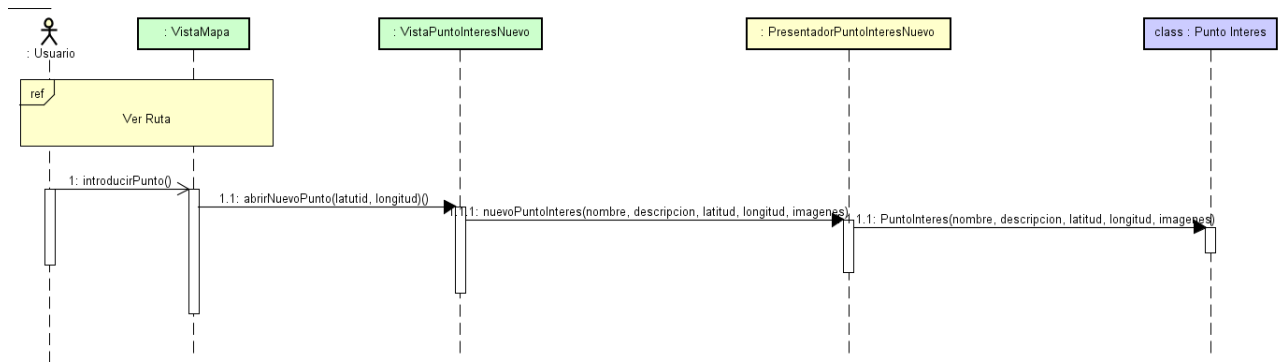 : Usuario
: VistaMapa
: VistaPuntoInteresNuevo
: PresentadorPuntoInteresNuevo
class : Punto Interes
ref
Ver Ruta
1: introducirPunto()
1.1: abrirNuevoPunto(latutid, longitud)()
1.1.1: nuevoPuntoInteres(nombre, descripcion, latitud, longitud, imagenes)
1.1.1: PuntoInteres(nombre, descripcion, latitud, longitud, imagenes)